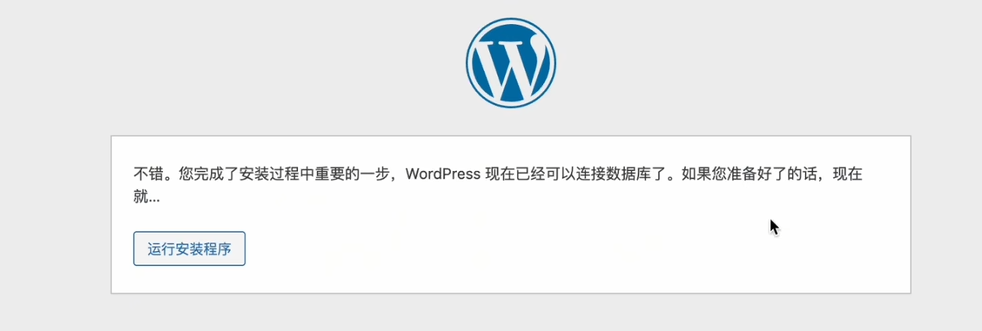 不错。您完成了安装过程中重要的一步，WordPress 现在已经可以连接数据库了。如果您准备好了的话，现在
就...
运行安装程序